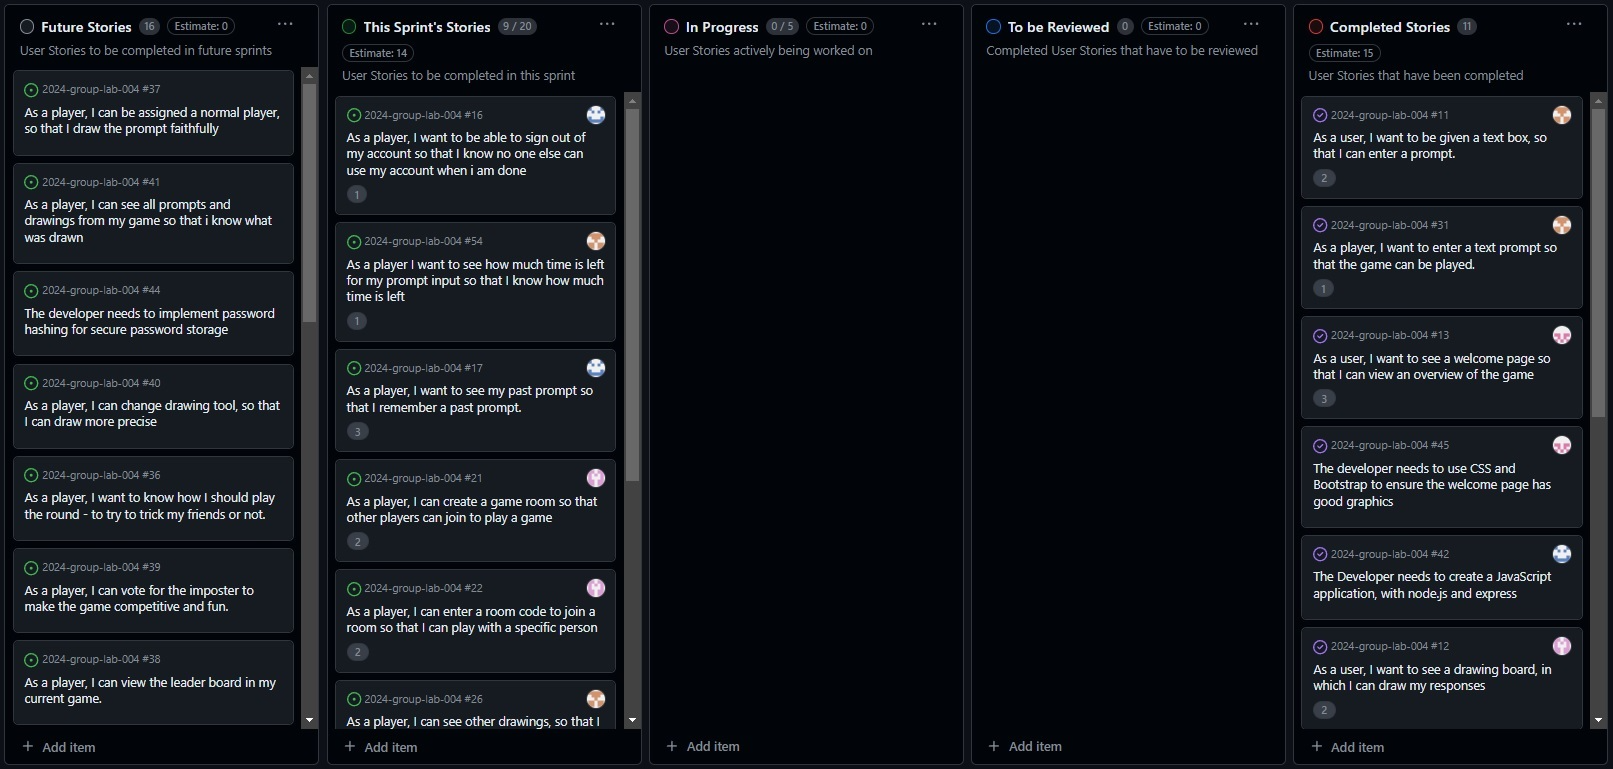 Future Stories 16 Estimate: 0 ...
User Stories to be completed in future sprints
2024-group-lab-004 #37
As a player, I can be assigned a normal player,
so that I draw the prompt faithfully
2024-group-lab-004 #41
As a player, I can see all prompts and
drawings from my game so that i know what
was drawn
2024-group-lab-004 #44
The developer needs to implement password
hashing for secure password storage
2024-group-lab-004 #40
As a player, I can change drawing tool, so that
I can draw more precise
2024-group-lab-004 #36
As a player, I want to know how I should play
the round - to try to trick my friends or not.
2024-group-lab-004 #39
As a player, I can vote for the imposter to
make the game competitive and fun.
2024-group-lab-004 #38
As a player, I can view the leader board in my
current game.
+ Add item
This Sprint's Stories 9 / 20 ...
Estimate: 14
User Stories to be completed in this sprint
2024-group-lab-004 #16
As a player, I want to be able to sign out of
my account so that I know no one else can
use my account when i am done
1
2024-group-lab-004 #54
As a player I want to see how much time is left
for my prompt input so that I know how much
time is left
1
2024-group-lab-004 #17
As a player, I want to see my past prompt so
that I remember a past prompt.
3
2024-group-lab-004 #21
As a player, I can create a game room so that
other players can join to play a game
2
2024-group-lab-004 #22
As a player, I can enter a room code to join a
room so that I can play with a specific person
2
2024-group-lab-004 #26
As a player, I can see other drawings, so that I
+ Add item
In Progress 0 / 5 Estimate: 0 ...
User Stories actively being worked on
+ Add item
To be Reviewed 0 Estimate: 0 ...
Completed User Stories that have to be reviewed
+ Add item
Completed Stories 11 ...
Estimate: 15
User Stories that have been completed
2024-group-lab-004 #11
As a user, I want to be given a text box, so
that I can enter a prompt.
2
2024-group-lab-004 #31
As a player, I want to enter a text prompt so
that the game can be played.
1
2024-group-lab-004 #13
As a user, I want to see a welcome page so
that I can view an overview of the game
3
2024-group-lab-004 #45
The developer needs to use CSS and
Bootstrap to ensure the welcome page has
good graphics
2024-group-lab-004 #42
The Developer needs to create a JavaScript
application, with node.js and express
2024-group-lab-004 #12
As a user, I want to see a drawing board, in
which I can draw my responses
2
+ Add item